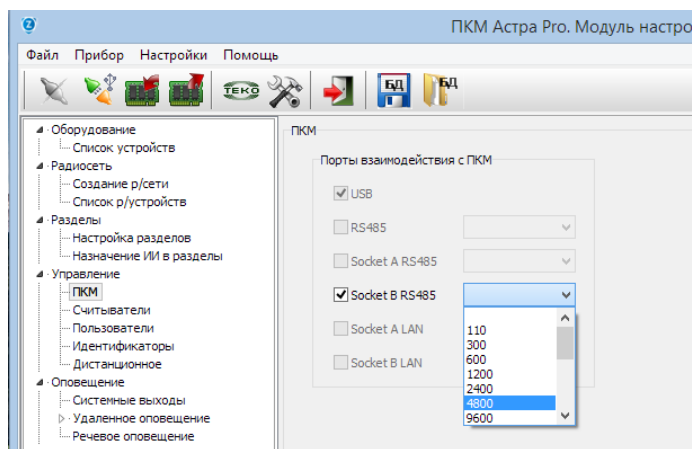 ПКМ Астра Pro. Модуль настро
Файл Прибор Настройки Помощь
ТЕКО БД БД
Оборудование
Список устройств
Радиосеть
Создание р/сети
Список р/устройств
Разделы
Настройка разделов
Назначение ИИ в разделы
Управление
ПКМ
Считыватели
Пользователи
Идентификаторы
Дистанционное
Оповещение
Системные выходы
Удаленное оповещение
Речевое оповещение
ПКМ
Порты взаимодействия с ПКМ
USB
RS485
Socket A RS485
Socket B RS485
Socket A LAN
Socket B LAN
110
300
600
1200
2400
4800
9600